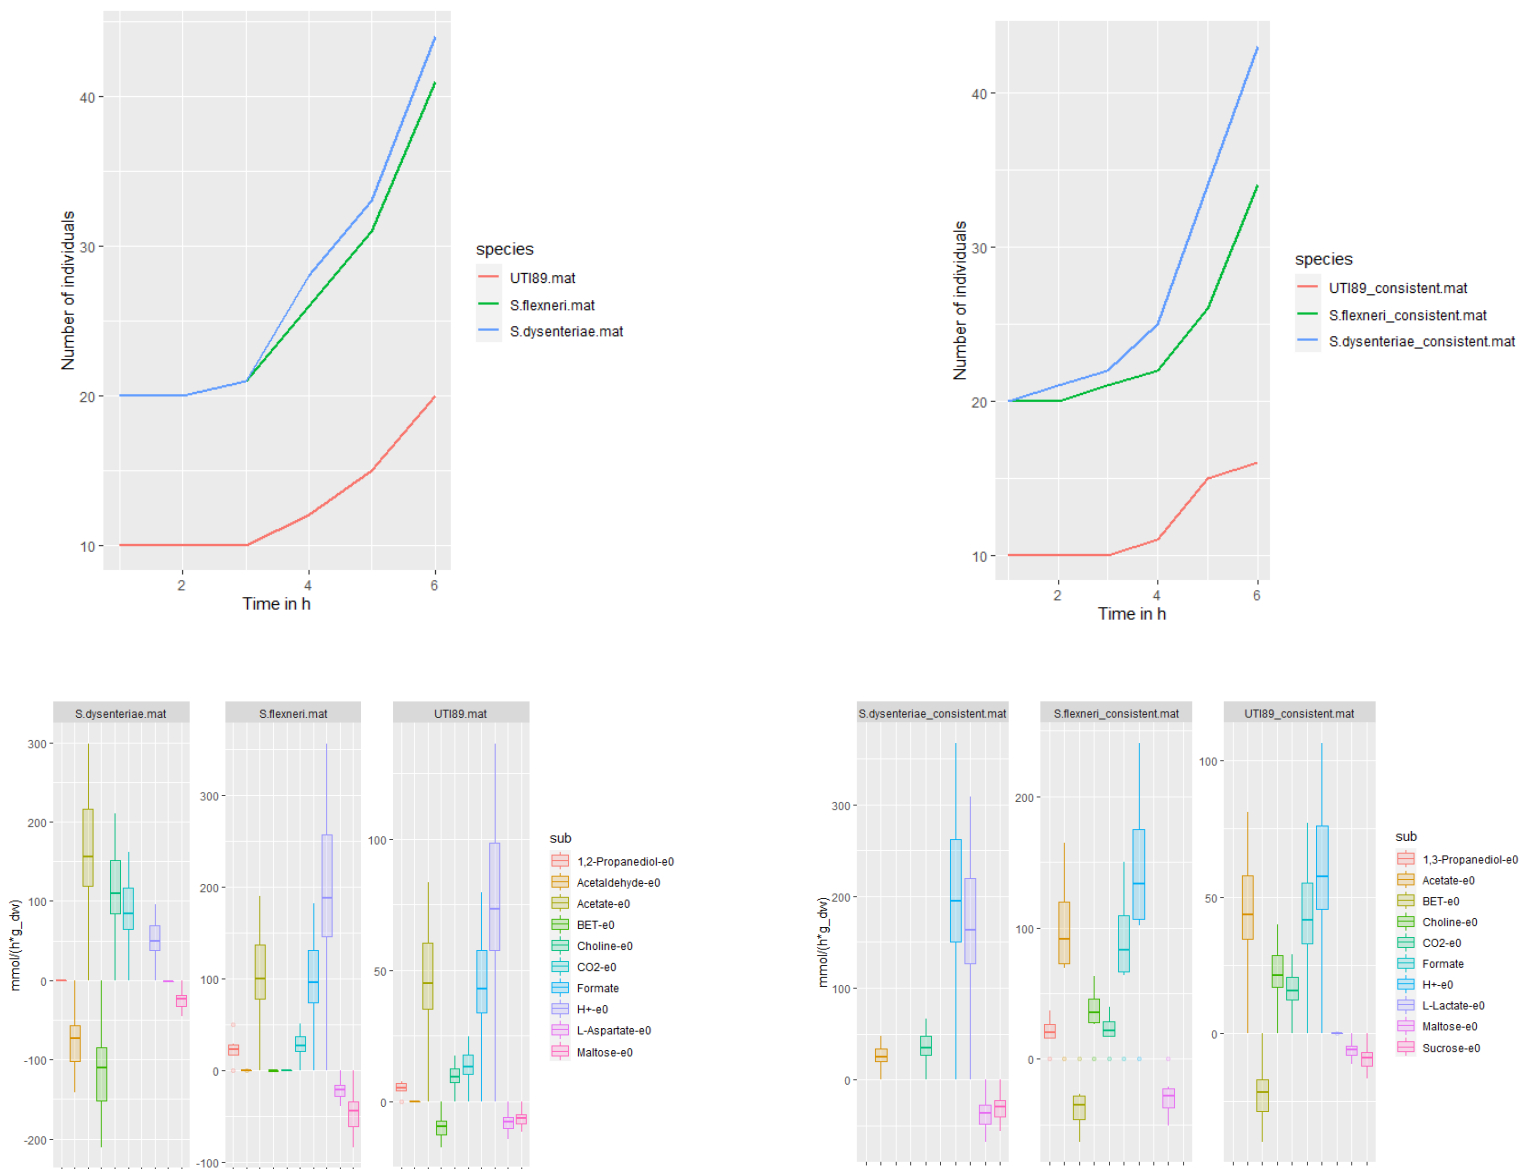 Number of individuals
40
30
20
10
2
4
6
Time in h
species
UTI89.mat
S.flexneri.mat
S.dysenteriae.mat
Number of individuals
40
30
20
10
2
4
6
Time in h
species
UTI89_consistent.mat
S.flexneri_consistent.mat
S.dysenteriae_consistent.mat
mmol/(h*g_dw)
S.dysenteriae.mat
300
200
100
0
-100
-200
S.flexneri.mat
300
200
100
0
-100
UTI89.mat
100
50
0
sub
1,2-Propanediol-e0
Acetaldehyde-e0
Acetate-e0
BET-e0
Choline-e0
CO2-e0
Formate
H+-e0
L-Aspartate-e0
Maltose-e0
mmol/(h*g_dw)
S.dysenteriae_consistent.mat
300
200
100
0
S.flexneri_consistent.mat
200
100
0
UTI89_consistent.mat
100
50
0
sub
1,3-Propanediol-e0
Acetate-e0
BET-e0
Choline-e0
CO2-e0
Formate
H+-e0
L-Lactate-e0
Maltose-e0
Sucrose-e0